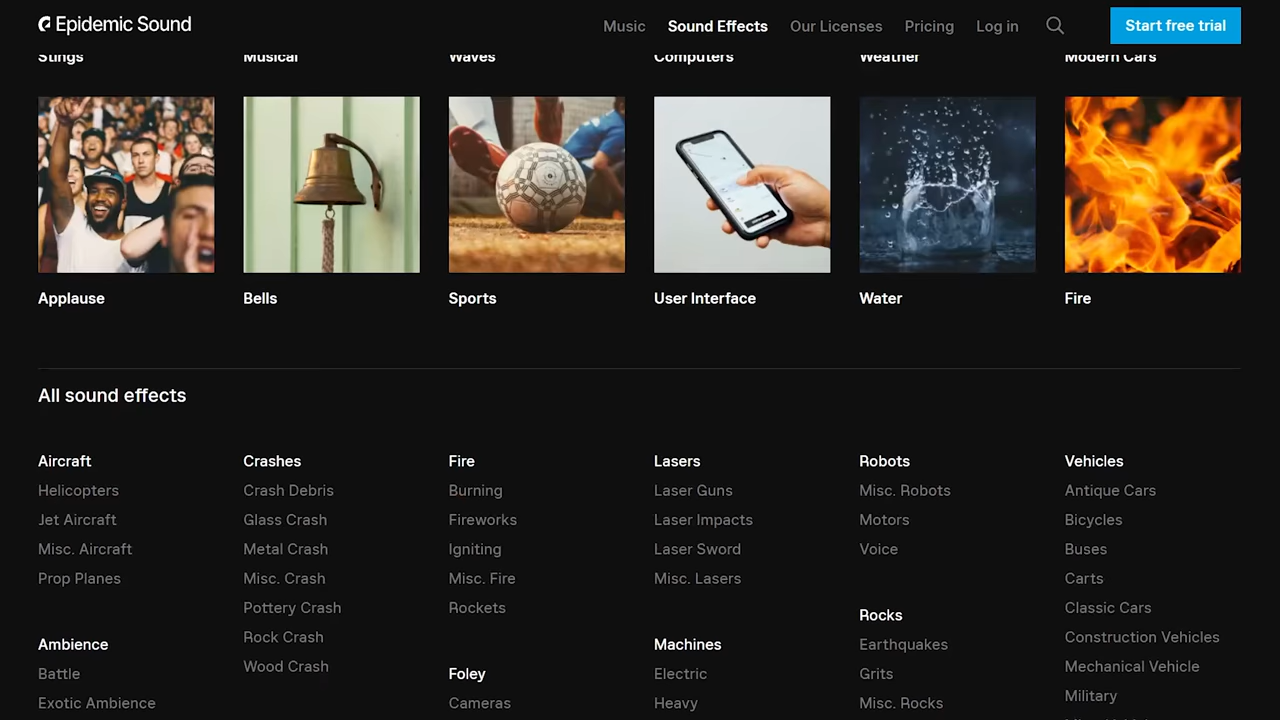 Epidemic Sound
Music Sound Effects Our Licenses Pricing Log in Start free trial
Stings Musical Waves Computers Weather Modern Cars
Applause Bells Sports User Interface Water Fire
All sound effects
Aircraft
Helicopters
Jet Aircraft
Misc. Aircraft
Prop Planes
Ambience
Battle
Exotic Ambience
Crashes
Crash Debris
Glass Crash
Metal Crash
Misc. Crash
Pottery Crash
Rock Crash
Wood Crash
Fire
Burning
Fireworks
Igniting
Misc. Fire
Rockets
Foley
Cameras
Lasers
Laser Guns
Laser Impacts
Laser Sword
Misc. Lasers
Machines
Electric
Heavy
Robots
Misc. Robots
Motors
Voice
Rocks
Earthquakes
Grits
Misc. Rocks
Vehicles
Antique Cars
Bicycles
Buses
Carts
Classic Cars
Construction Vehicles
Mechanical Vehicle
Military